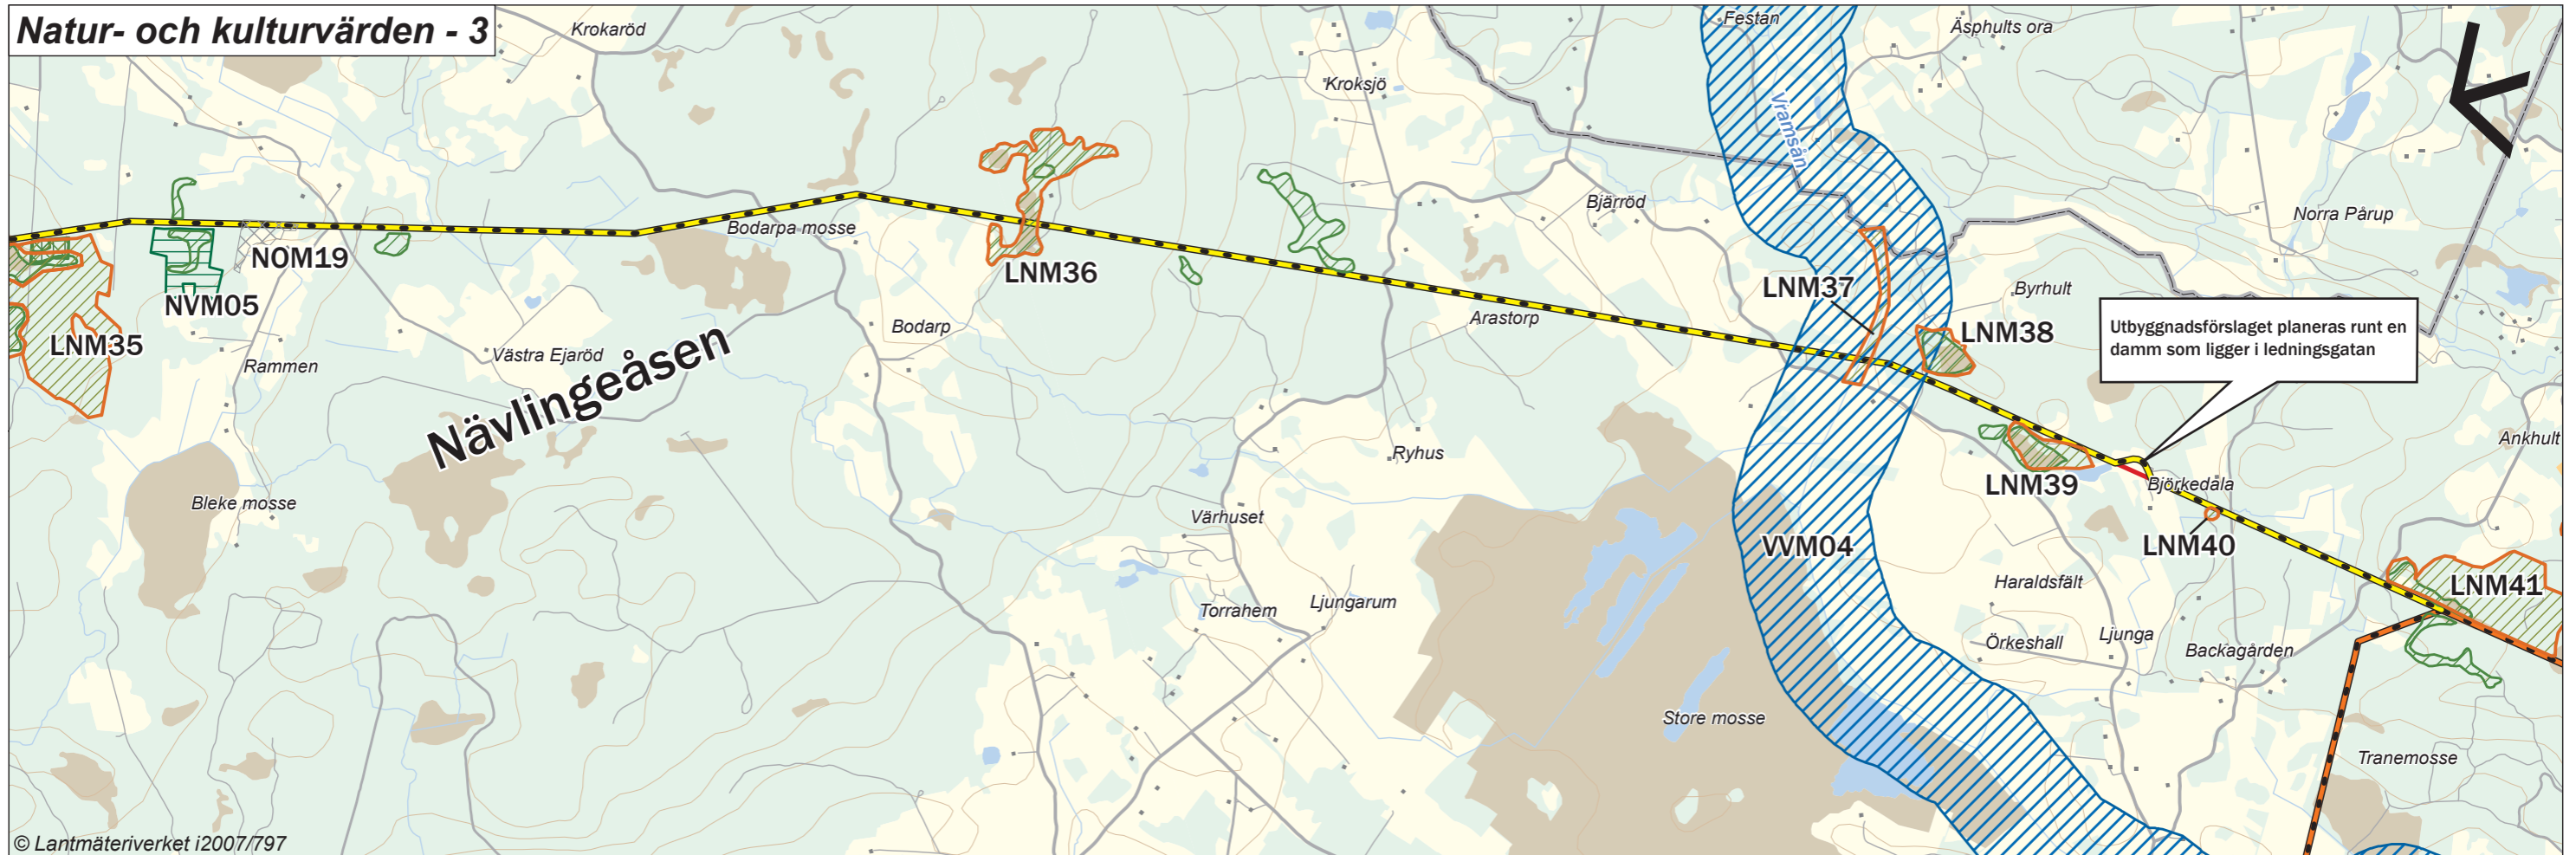 Natur- och kulturvärden - 3
Krokaröd
Festan
Äsphults ora
Kroksjö
Vramsån
Bjärröd
Norra Pårup
Bodarpa mosse
NOM19
LNM36
LNM37
Byrhult
NVM05
Arastorp
Bodarp
LNM38
Utbyggnadsförslaget planeras runt en
damm som ligger i ledningsgatan
LNM35
Västra Ejaröd
Rammen
Nävlingeåsen
Ankhult
Ryhus
LNM39
Björkedåla
Bleke mosse
Värhuset
VVM04
LNM40
Haraldsfält
LNM41
Torrahem
Ljungarum
Örkeshall
Ljunga
Backagården
Store mosse
Tranemosse
© Lantmäteriverket i2007/797